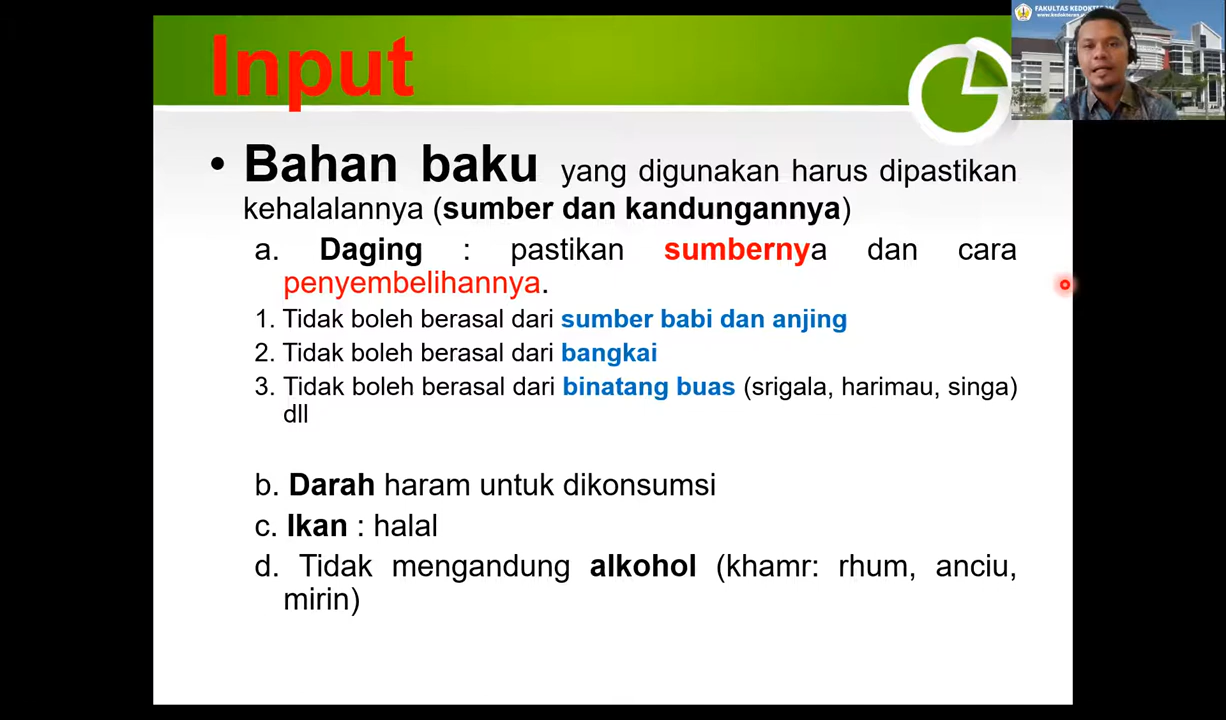 Input
FAKULTAS KEDOKTERAN
• Bahan baku yang digunakan harus dipastikan
kehalalannya (sumber dan kandungannya)
a. Daging : pastikan sumbernya dan cara
penyembelihannya.
1. Tidak boleh berasal dari sumber babi dan anjing
2. Tidak boleh berasal dari bangkai
3. Tidak boleh berasal dari binatang buas (srigala, harimau, singa)
dll
b. Darah haram untuk dikonsumsi
c. Ikan : halal
d. Tidak mengandung alkohol (khamr: rhum, anciu,
mirin)